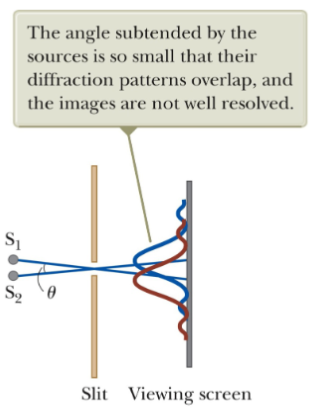 The angle subtended by the
sources is so small that their
diffraction patterns overlap, and
the images are not well resolved.
S₁
S₂
θ
Slit
Viewing screen